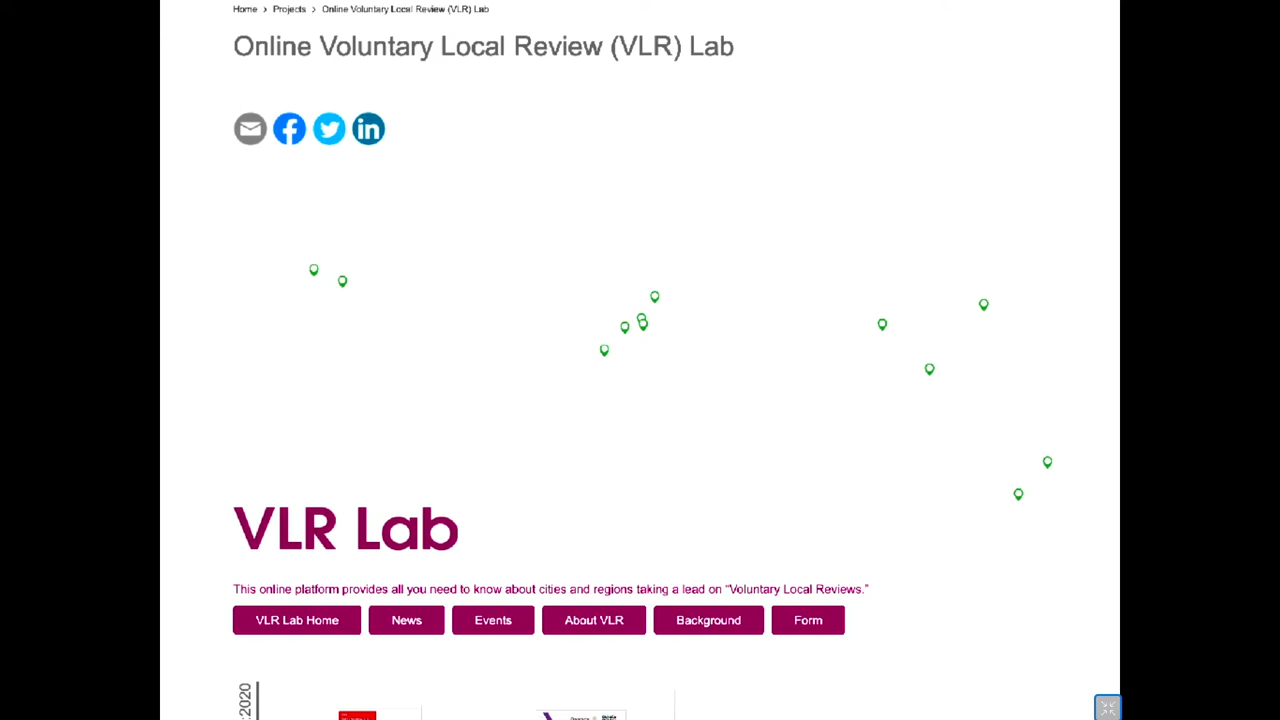 Home > Projects > Online Voluntary Local Review (VLR) Lab
Online Voluntary Local Review (VLR) Lab
VLR Lab
This online platform provides all you need to know about cities and regions taking a lead on “Voluntary Local Reviews.”
VLR Lab Home News Events About VLR Background Form
:2020